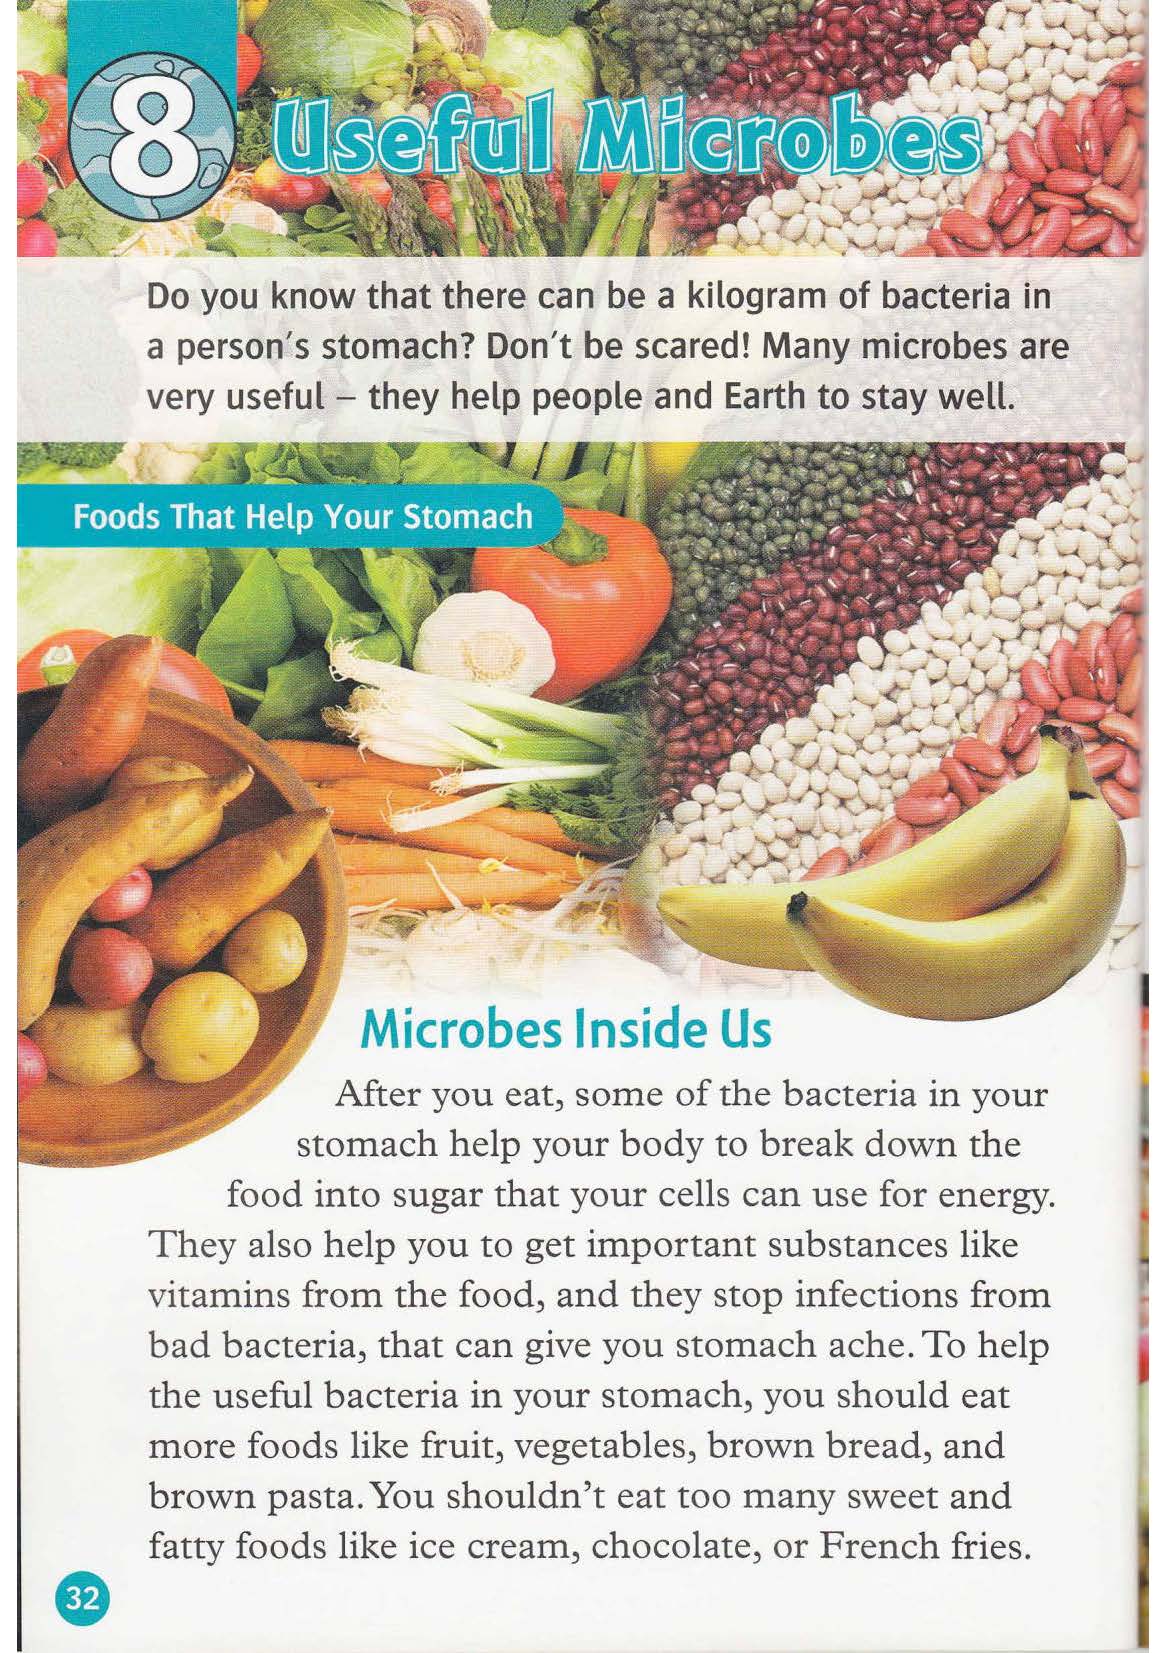 8
Useful Microbes
Do you know that there can be a kilogram of bacteria in
a person's stomach? Don't be scared! Many microbes are
very useful – they help people and Earth to stay well.
Foods That Help Your Stomach
Microbes Inside Us
After you eat, some of the bacteria in your
stomach help your body to break down the
food into sugar that your cells can use for energy.
They also help you to get important substances like
vitamins from the food, and they stop infections from
bad bacteria, that can give you stomach ache. To help
the useful bacteria in your stomach, you should eat
more foods like fruit, vegetables, brown bread, and
brown pasta. You shouldn't eat too many sweet and
fatty foods like ice cream, chocolate, or French fries.
32